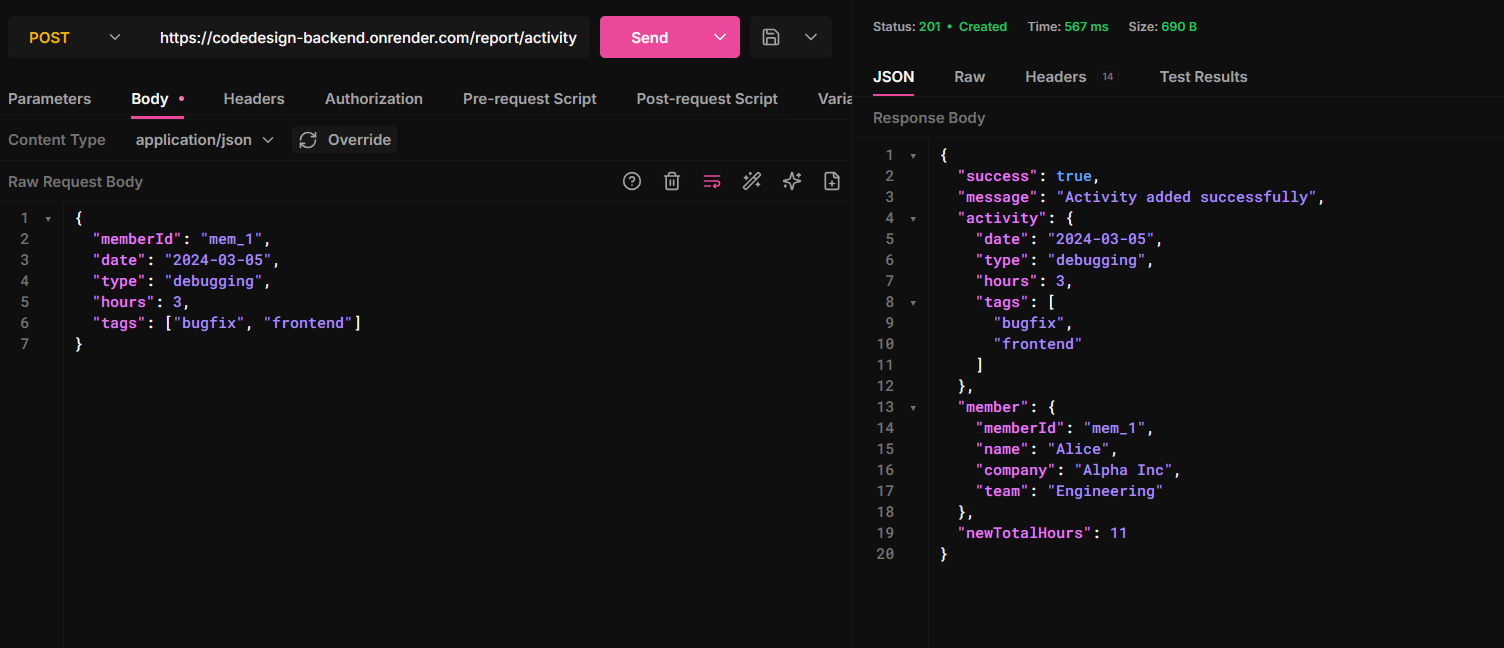 POST
https://codedesign-backend.onrender.com/report/activity
Send
Parameters Body • Headers Authorization Pre-request Script Post-request Script Varia
Content Type application/json Override
Raw Request Body
1 {
2 "memberId": "mem_1",
3 "date": "2024-03-05",
4 "type": "debugging",
5 "hours": 3,
6 "tags": ["bugfix", "frontend"]
7 }
Status: 201 • Created Time: 567 ms Size: 690 B
JSON Raw Headers 14 Test Results
Response Body
1 {
2 "success": true,
3 "message": "Activity added successfully",
4 "activity": {
5 "date": "2024-03-05",
6 "type": "debugging",
7 "hours": 3,
8 "tags": [
9 "bugfix",
10 "frontend"
11 ]
12 },
13 "member": {
14 "memberId": "mem_1",
15 "name": "Alice",
16 "company": "Alpha Inc",
17 "team": "Engineering"
18 },
19 "newTotalHours": 11
20 }